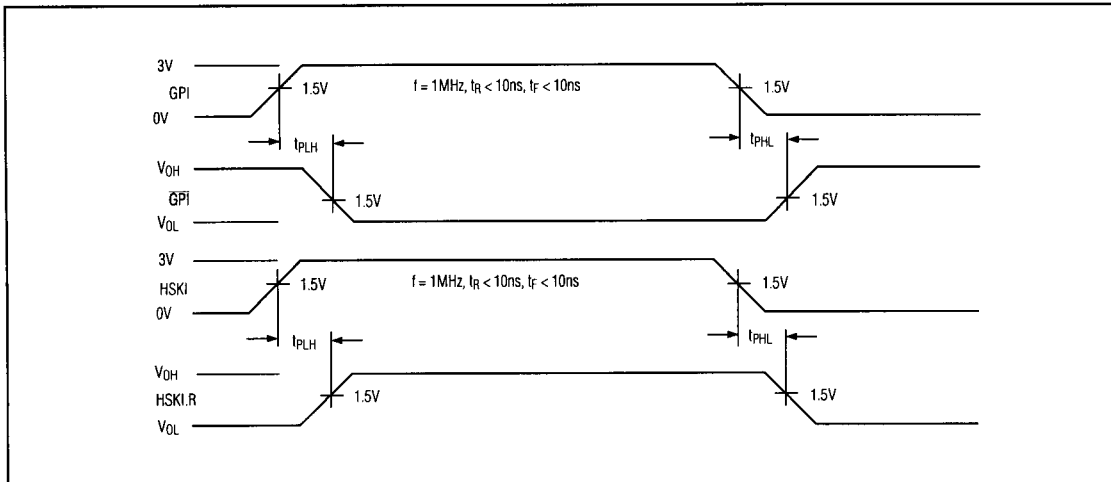 3V
GPI
0V
1.5V
f = 1MHz, tR < 10ns, tF < 10ns
1.5V
tPLH
tPHL
VOH
GPI
VOL
1.5V
1.5V
3V
HSKI
0V
1.5V
f = 1MHz, tR < 10ns, tF < 10ns
1.5V
tPLH
tPHL
VOH
HSKI.R
VOL
1.5V
1.5V